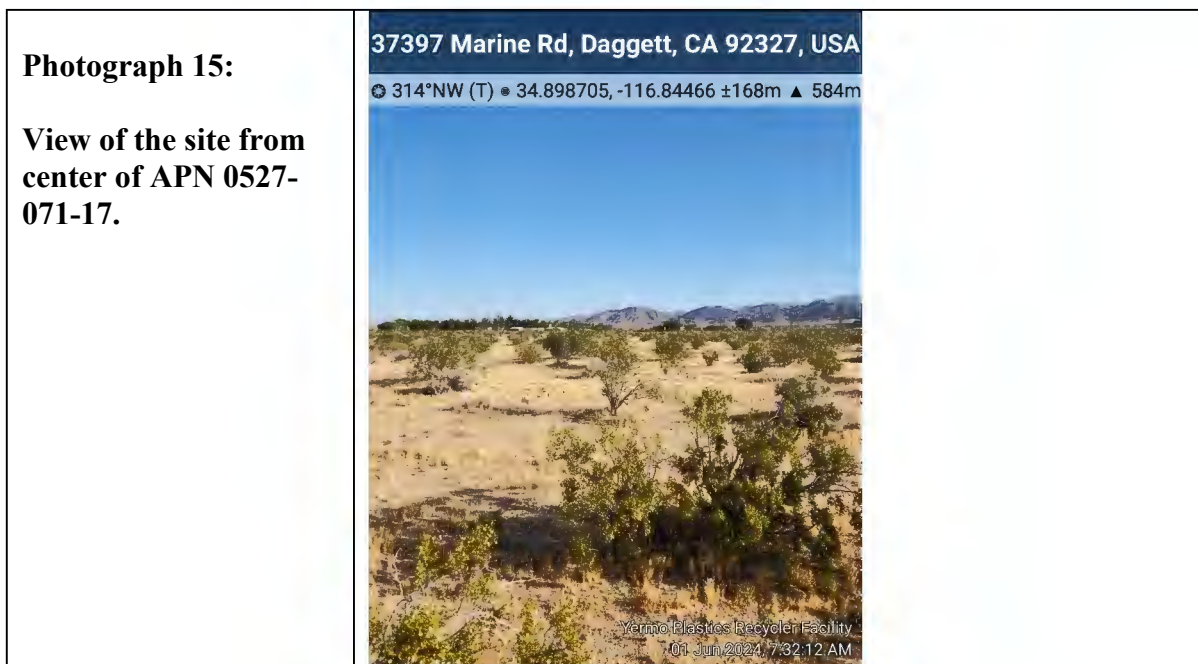 Photograph 15:
View of the site from
center of APN 0527-
071-17.
37397 Marine Rd, Daggett, CA 92327, USA
314°NW (T) ● 34.898705, -116.84466 ±168m ▲ 584m
Yermo Plastics Recycler Facility
01 Jun 2024, 7:32:12 AM